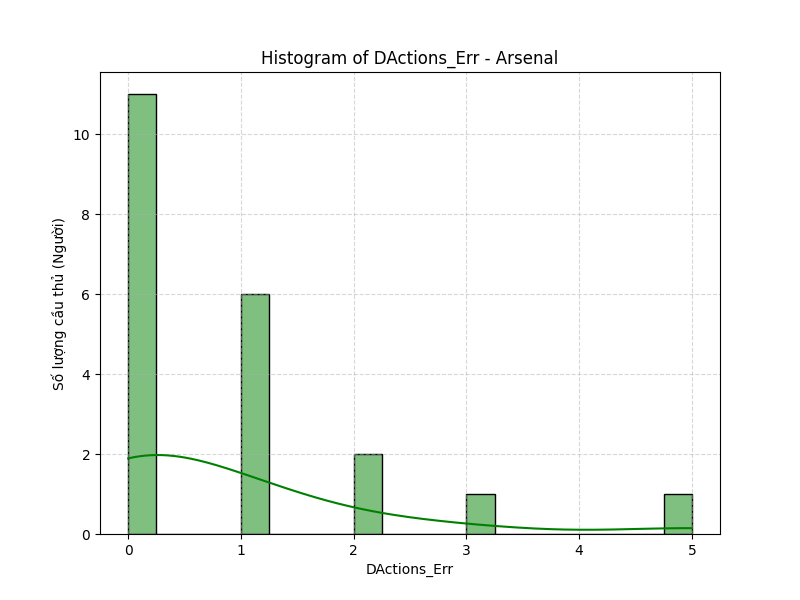 Histogram of DActions_Err - Arsenal
Số lượng cầu thủ (Người)
10
8
6
4
2
0
0 1 2 3 4 5
DActions_Err